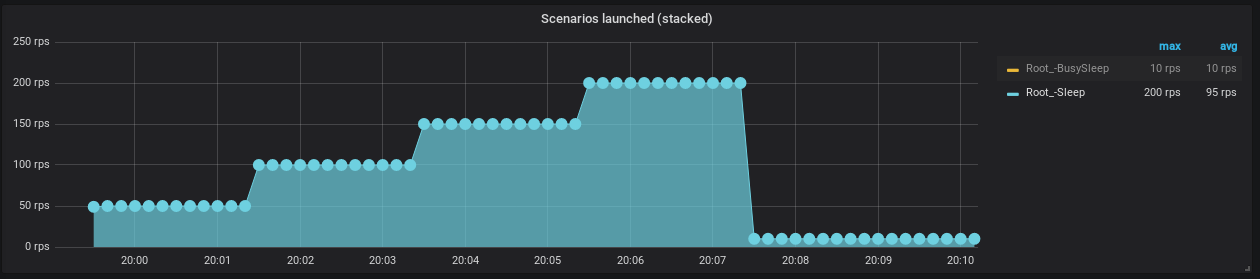 Scenarios launched (stacked)
250 rps
200 rps
150 rps
100 rps
50 rps
0 rps
20:00 20:01 20:02 20:03 20:04 20:05 20:06 20:07 20:08 20:09 20:10
max avg
Root_-BusySleep 10 rps 10 rps
Root_-Sleep 200 rps 95 rps